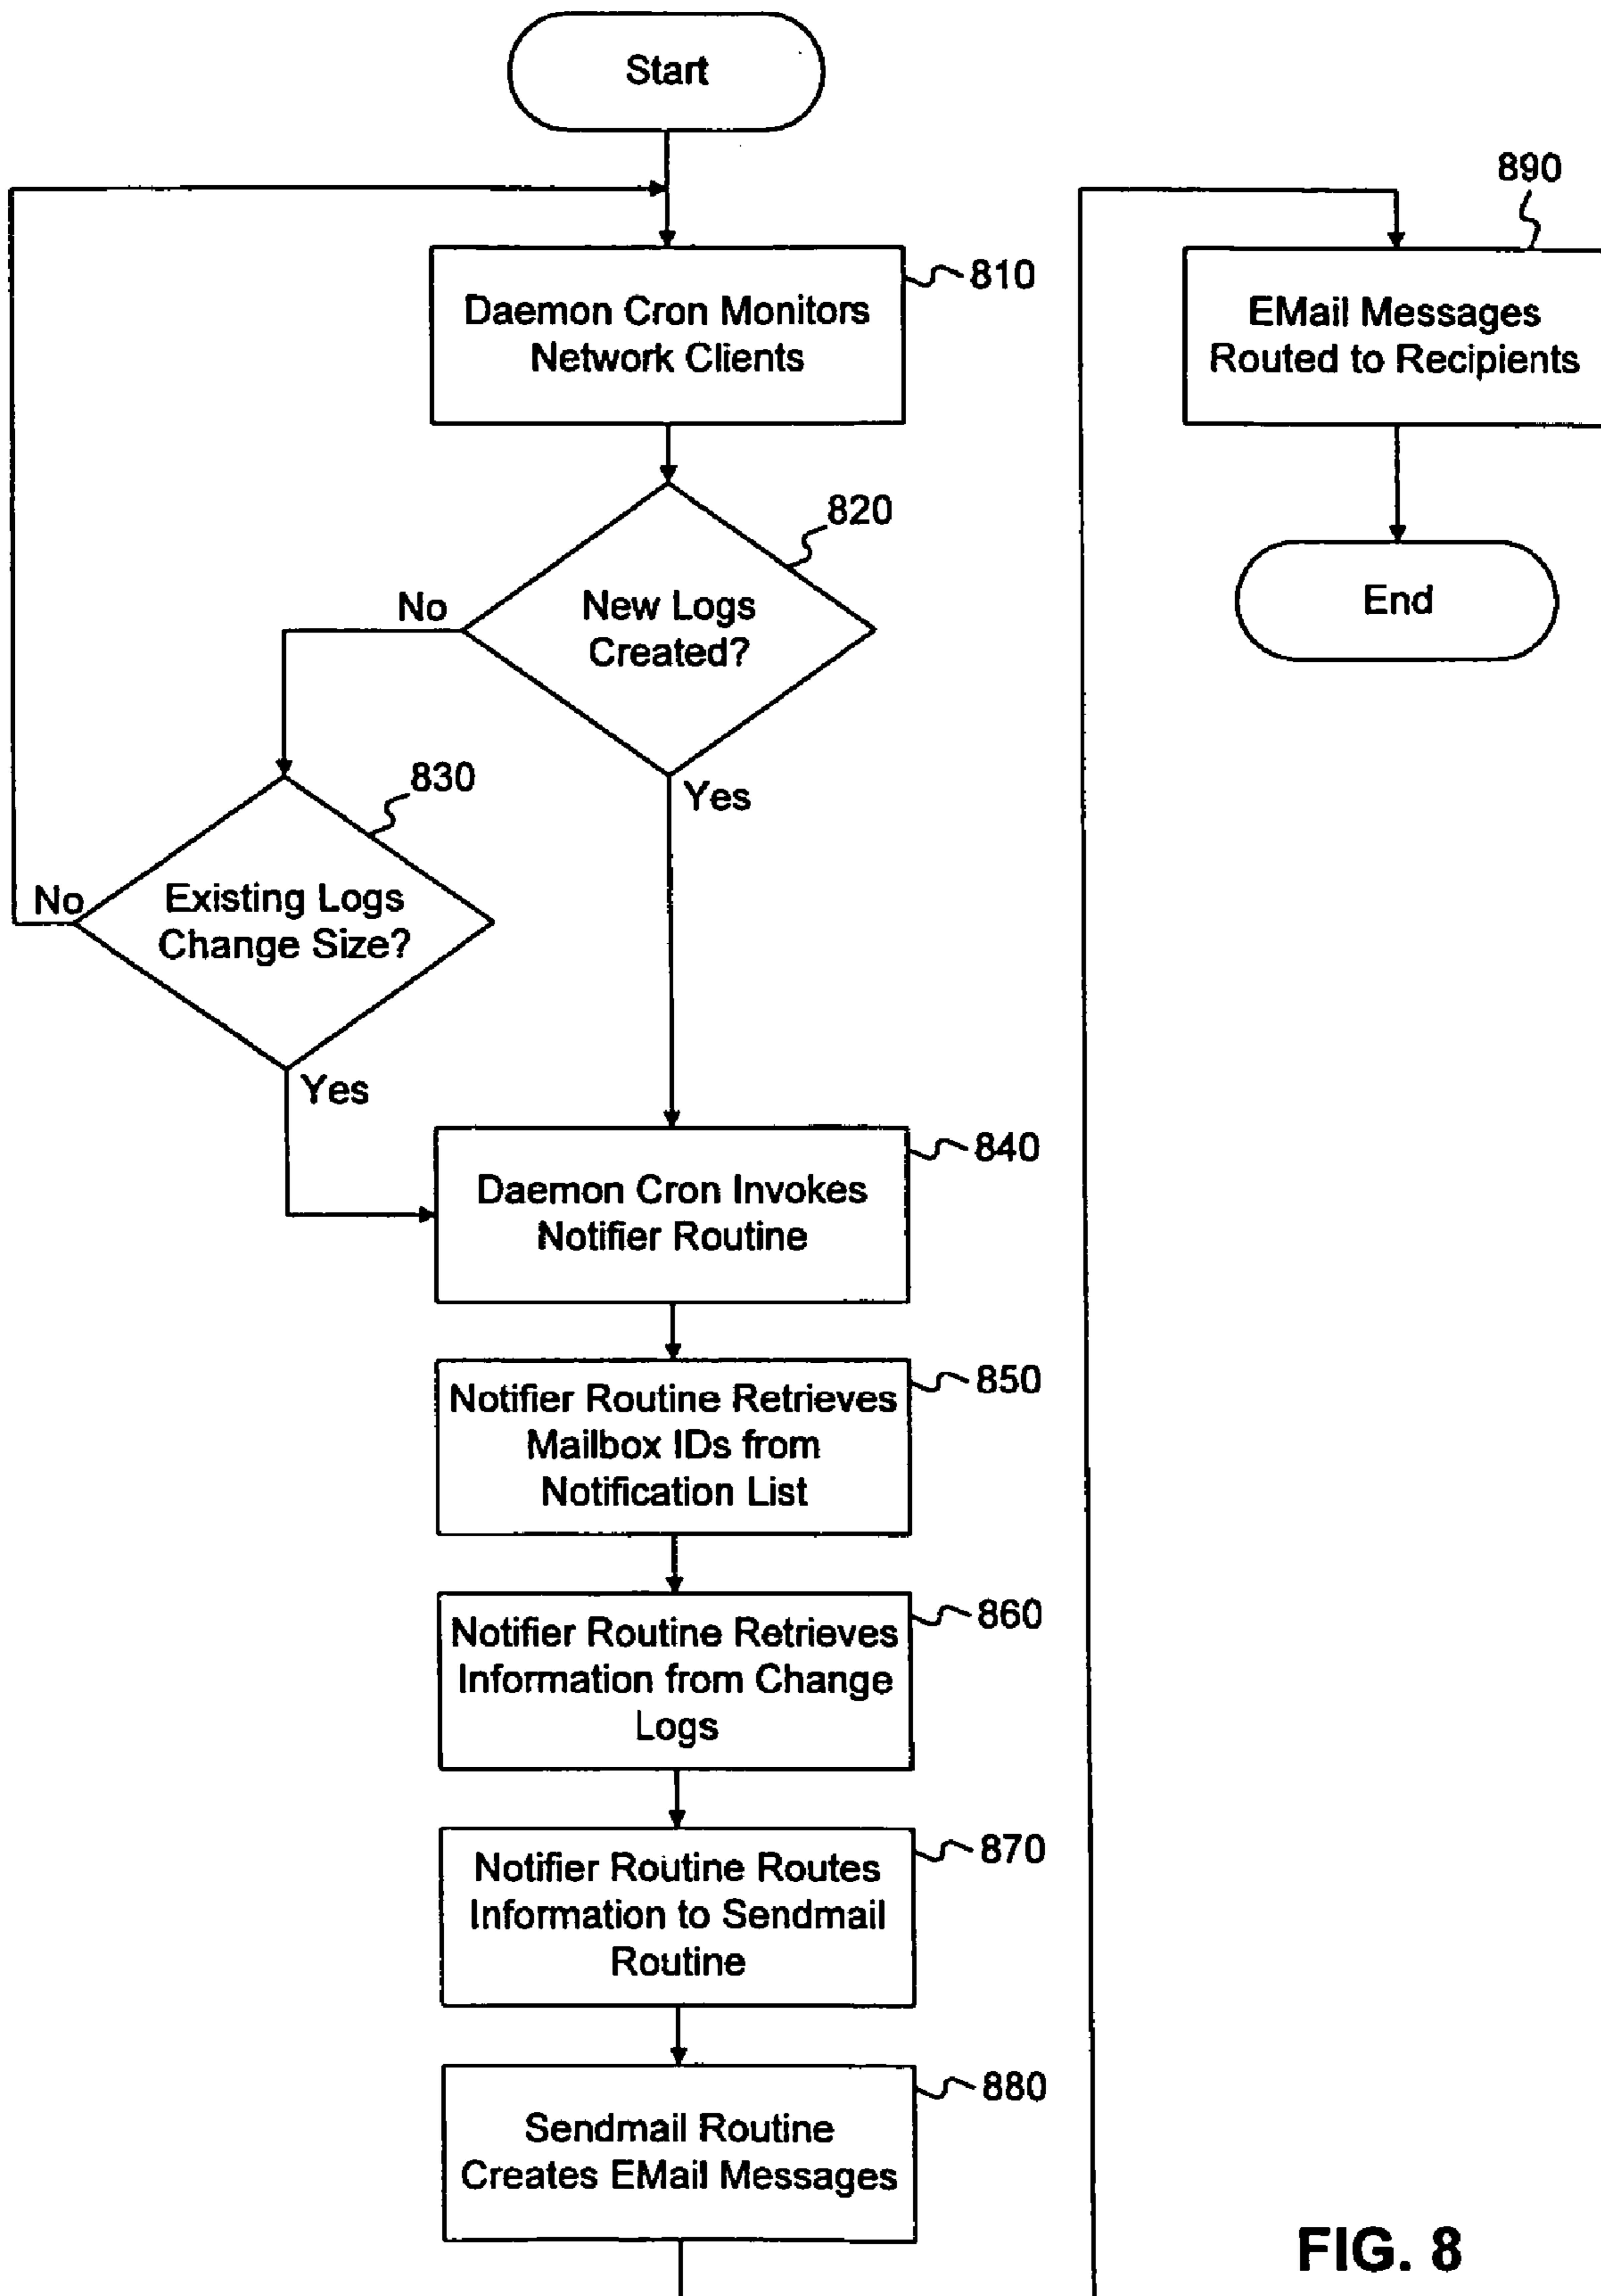 Start
810
Daemon Cron Monitors
Network Clients
820
New Logs
Created?
No
Yes
830
Existing Logs
Change Size?
No
Yes
840
Daemon Cron Invokes
Notifier Routine
850
Notifier Routine Retrieves
Mailbox IDs from
Notification List
860
Notifier Routine Retrieves
Information from Change
Logs
870
Notifier Routine Routes
Information to Sendmail
Routine
880
Sendmail Routine
Creates EMail Messages
890
EMail Messages
Routed to Recipients
End
FIG. 8